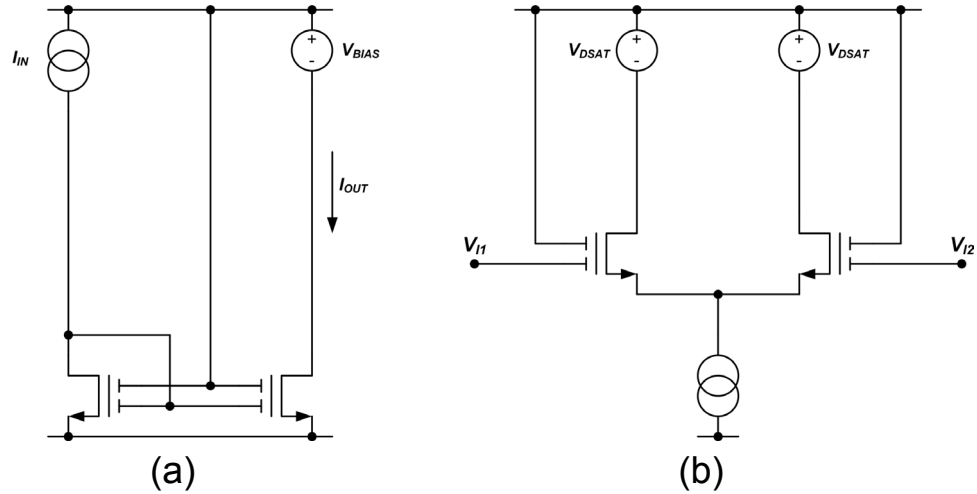 I_IN
+
-
V_BIAS
I_OUT
(a)
V_DSAT
+
-
+
-
V_DSAT
V_I1
V_I2
(b)